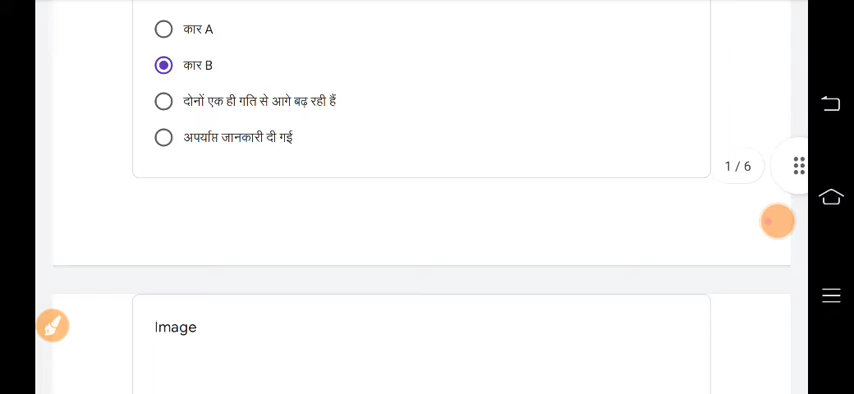 कार A
कार B
दोनों एक ही गति से आगे बढ़ रही हैं
अपर्याप्त जानकारी दी गई
1 / 6
Image